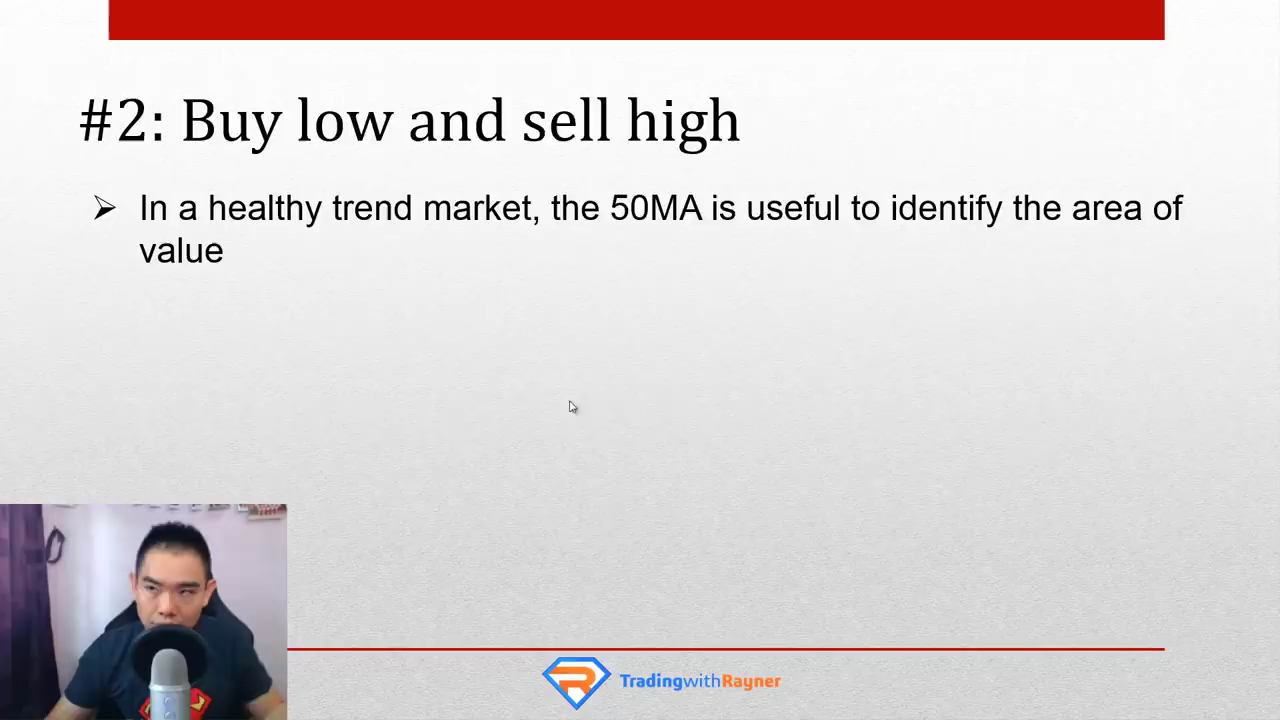 #2: Buy low and sell high
In a healthy trend market, the 50MA is useful to identify the area of
value
TradingwithRayner